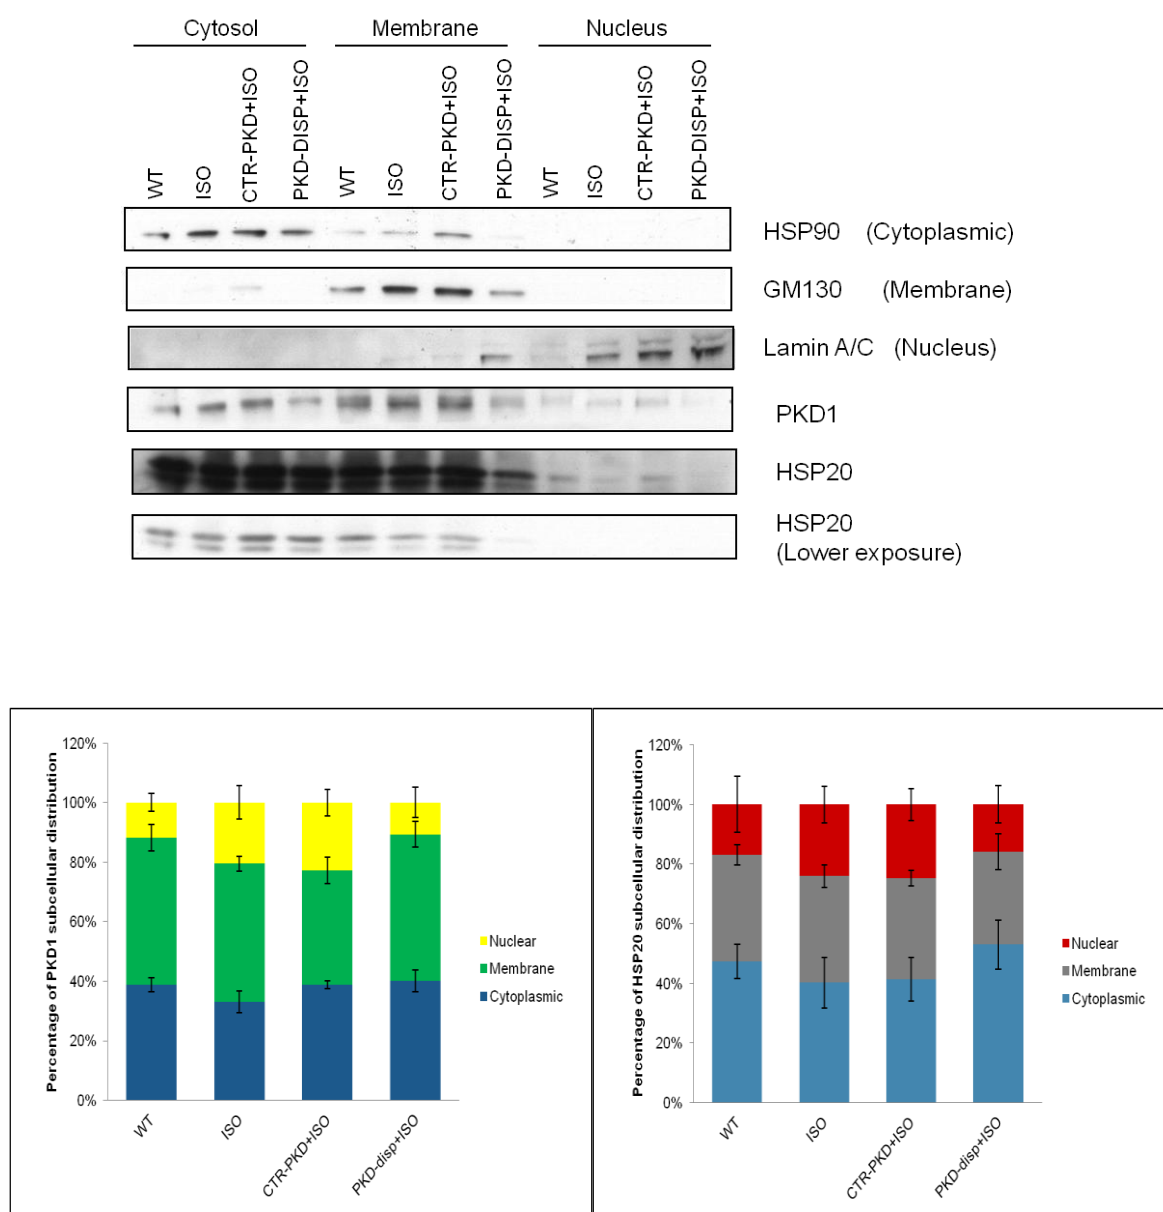 Cytosol Membrane Nucleus
WT ISO CTR-PKD+ISO PKD-DISP+ISO WT ISO CTR-PKD+ISO PKD-DISP+ISO WT ISO CTR-PKD+ISO PKD-DISP+ISO
HSP90 (Cytoplasmic)
GM130 (Membrane)
Lamin A/C (Nucleus)
PKD1
HSP20
HSP20
(Lower exposure)
Percentage of PKD1 subcellular distribution
120%
100%
80%
60%
40%
20%
0%
WT ISO CTR-PKD+ISO PKD-disp+ISO
Nuclear
Membrane
Cytoplasmic
Percentage of HSP20 subcellular distribution
120%
100%
80%
60%
40%
20%
0%
WT ISO CTR-PKD+ISO PKD-disp+ISO
Nuclear
Membrane
Cytoplasmic